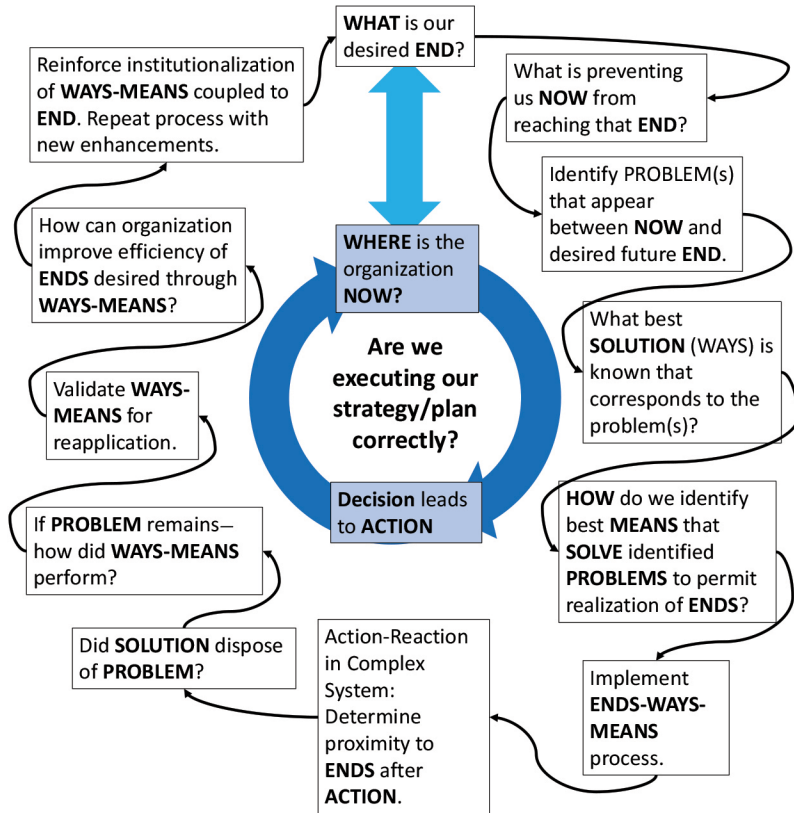 WHAT is our
desired END?
What is preventing
us NOW from
reaching that END?
Identify PROBLEM(s)
that appear
between NOW and
desired future END.
What best
SOLUTION (WAYS) is
known that
corresponds to the
problem(s)?
HOW do we identify
best MEANS that
SOLVE identified
PROBLEMS to permit
realization of ENDS?
Implement
ENDS-WAYS-
MEANS
process.
Action-Reaction
in Complex
System:
Determine
proximity to
ENDS after
ACTION.
Did SOLUTION dispose
of PROBLEM?
If PROBLEM remains—
how did WAYS-MEANS
perform?
Validate WAYS-
MEANS for
reapplication.
How can organization
improve efficiency of
ENDS desired through
WAYS-MEANS?
Reinforce institutionalization
of WAYS-MEANS coupled to
END. Repeat process with
new enhancements.
WHERE is the
organization
NOW?
Are we
executing our
strategy/plan
correctly?
Decision leads
to ACTION